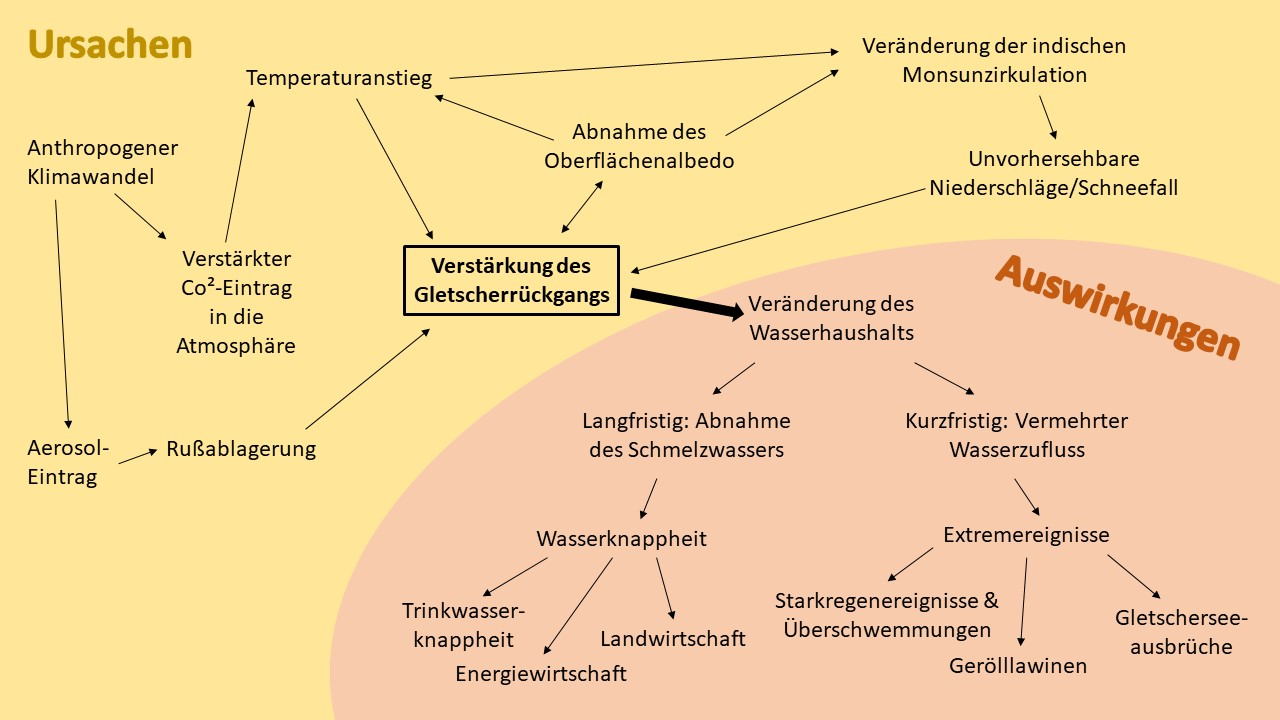 Ursachen
Temperaturanstieg
Veränderung der indischen
Monsunzirkulation
Anthropogener
Klimawandel
Abnahme des
Oberflächenalbedo
Unvorhersehbare
Niederschläge/Schneefall
Verstärkter
Co²-Eintrag
in die
Atmosphäre
Verstärkung des
Gletscherrückgangs
Auswirkungen
Veränderung des
Wasserhaushalts
Aerosol-
Eintrag
Rußablagerung
Langfristig: Abnahme
des Schmelzwassers
Kurzfristig: Vermehrter
Wasserzufluss
Wasserknappheit
Extremereignisse
Trinkwasser-
knappheit
Energiewirtschaft
Landwirtschaft
Starkregenereignisse &
Überschwemmungen
Gerölllawinen
Gletschersee-
ausbrüche